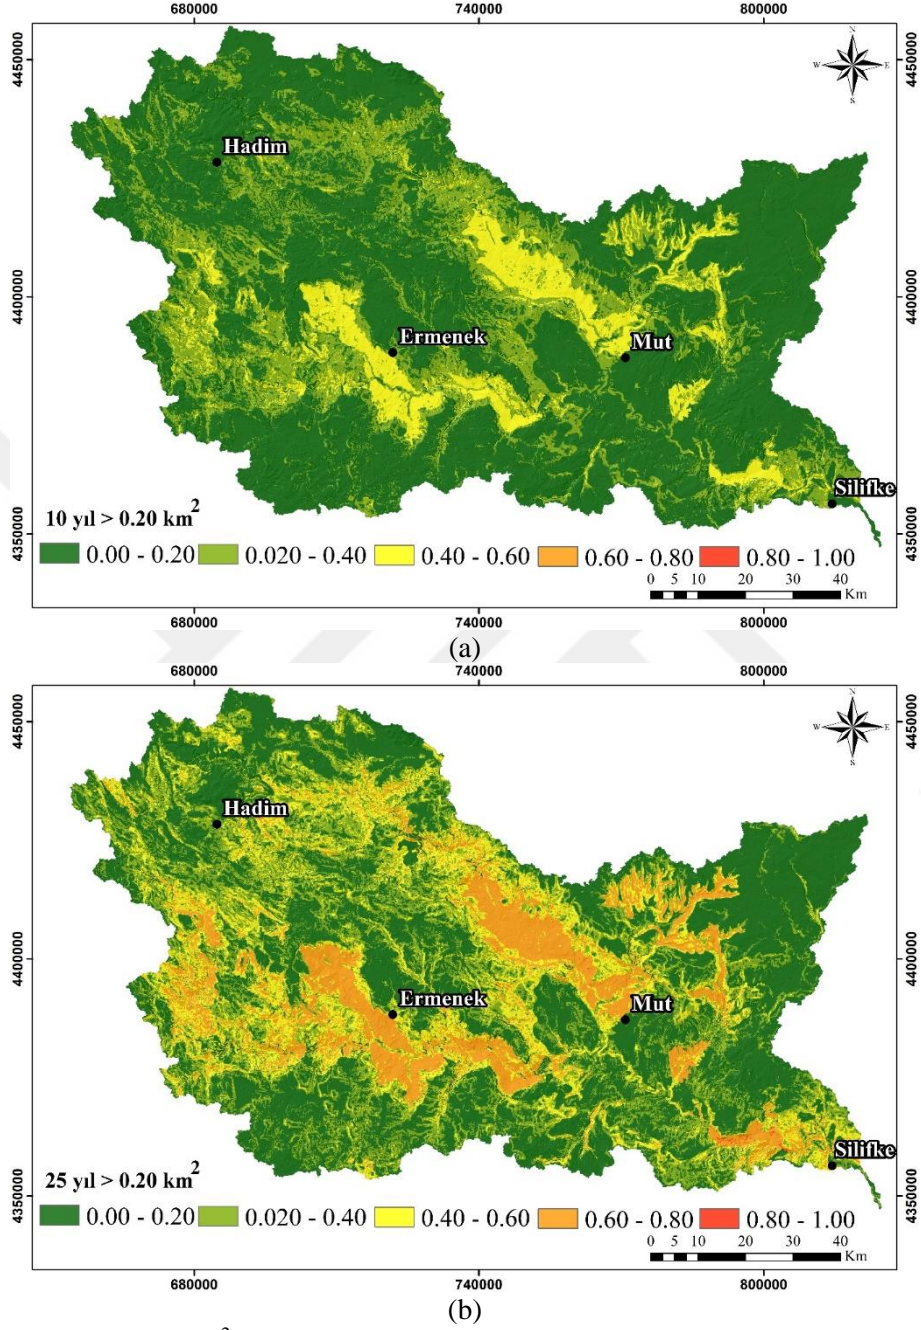 680000 740000 800000
N
W E
S
4450000 4450000
Hadim
4400000 4400000
Ermenek
Mut
Silifke
10 yıl > 0.20 km2
4350000 4350000
0.00 - 0.20 0.020 - 0.40 0.40 - 0.60 0.60 - 0.80 0.80 - 1.00
0 5 10 20 30 40
Km
680000 740000 800000
(a)
680000 740000 800000
N
W E
S
4450000 4450000
Hadim
4400000 4400000
Ermenek
Mut
Silifke
25 yıl > 0.20 km2
4350000 4350000
0.00 - 0.20 0.020 - 0.40 0.40 - 0.60 0.60 - 0.80 0.80 - 1.00
0 5 10 20 30 40
Km
680000 740000 800000
(b)